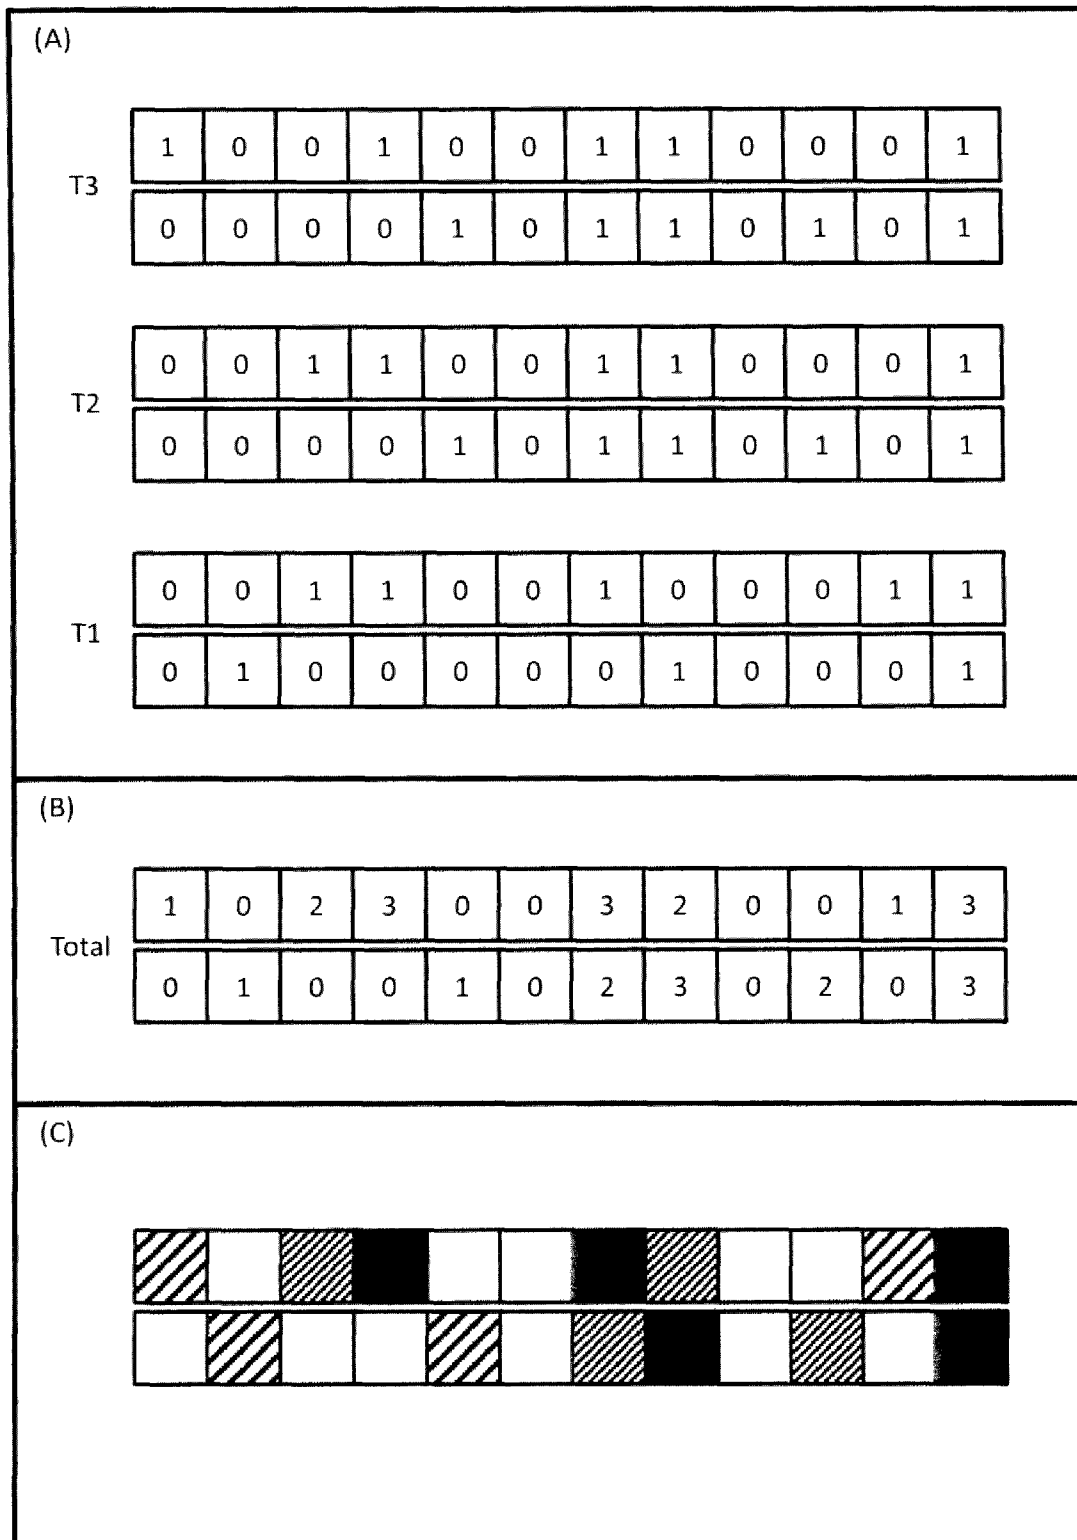 (A)
1 0 0 1 0 0 1 1 0 0 0 1
T3
0 0 0 0 1 0 1 1 0 1 0 1
0 0 1 1 0 0 1 1 0 0 0 1
T2
0 0 0 0 1 0 1 1 0 1 0 1
0 0 1 1 0 0 1 0 0 0 1 1
T1
0 1 0 0 0 0 0 1 0 0 0 1
(B)
1 0 2 3 0 0 3 2 0 0 1 3
Total
0 1 0 0 1 0 2 3 0 2 0 3
(C)